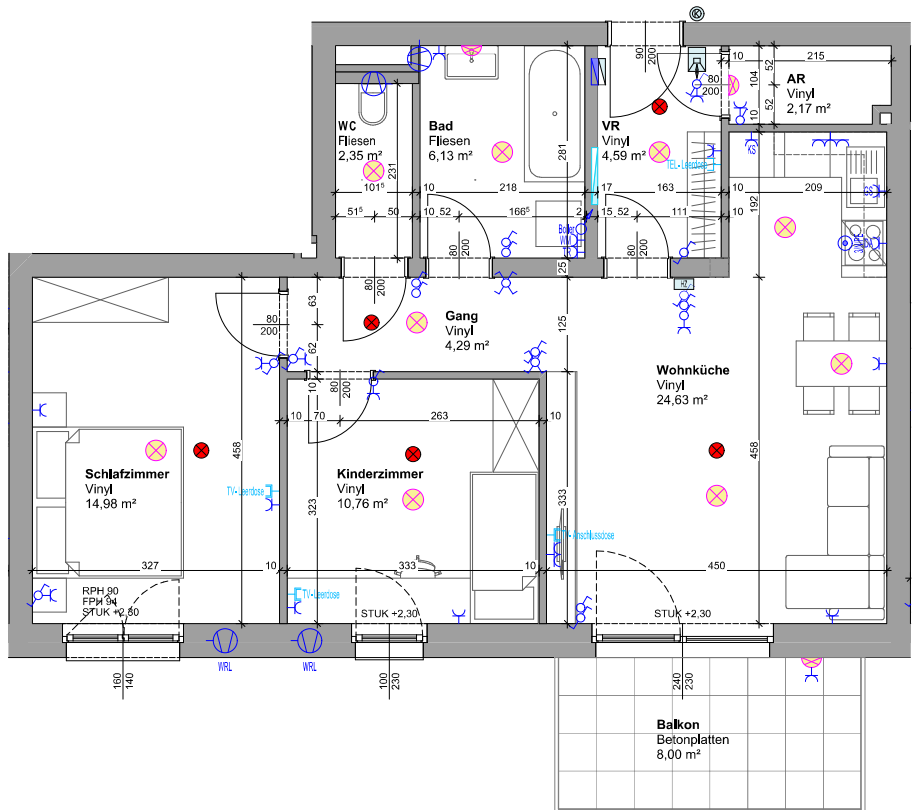 K
10
215
AR
Vinyl
2,17 m²
52
104
52
10
90
200
80
200
WC
Fliesen
2,35 m²
Bad
Fliesen
6,13 m²
VR
Vinyl
4,59 m²
231
281
TEL-Leerdose
101⁵
10
218
17
163
10
209
192
51⁵
50
10
52
166⁵
2
15
52
111
10
Boiler
WM
80
200
80
200
80
200
25
GS
HZ
63
62
80
200
Gang
Vinyl
4,29 m²
125
Wohnküche
Vinyl
24,63 m²
10
80
200
10
70
263
10
458
458
Schlafzimmer
Vinyl
14,98 m²
Kinderzimmer
Vinyl
10,76 m²
TV-Leerdose
323
333
TV-Anschlussdose
327
10
333
10
450
RPH 90
FPH 94
STUK +2,30
TV-Leerdose
STUK +2,30
STUK +2,30
WRL
WRL
160
140
100
230
240
230
Balkon
Betonplatten
8,00 m²